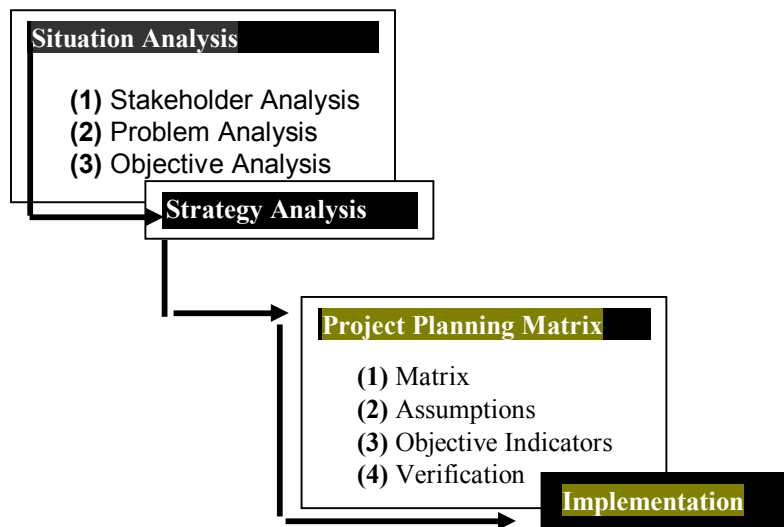 Situation Analysis
(1) Stakeholder Analysis
(2) Problem Analysis
(3) Objective Analysis
Strategy Analysis
Project Planning Matrix
(1) Matrix
(2) Assumptions
(3) Objective Indicators
(4) Verification
Implementation